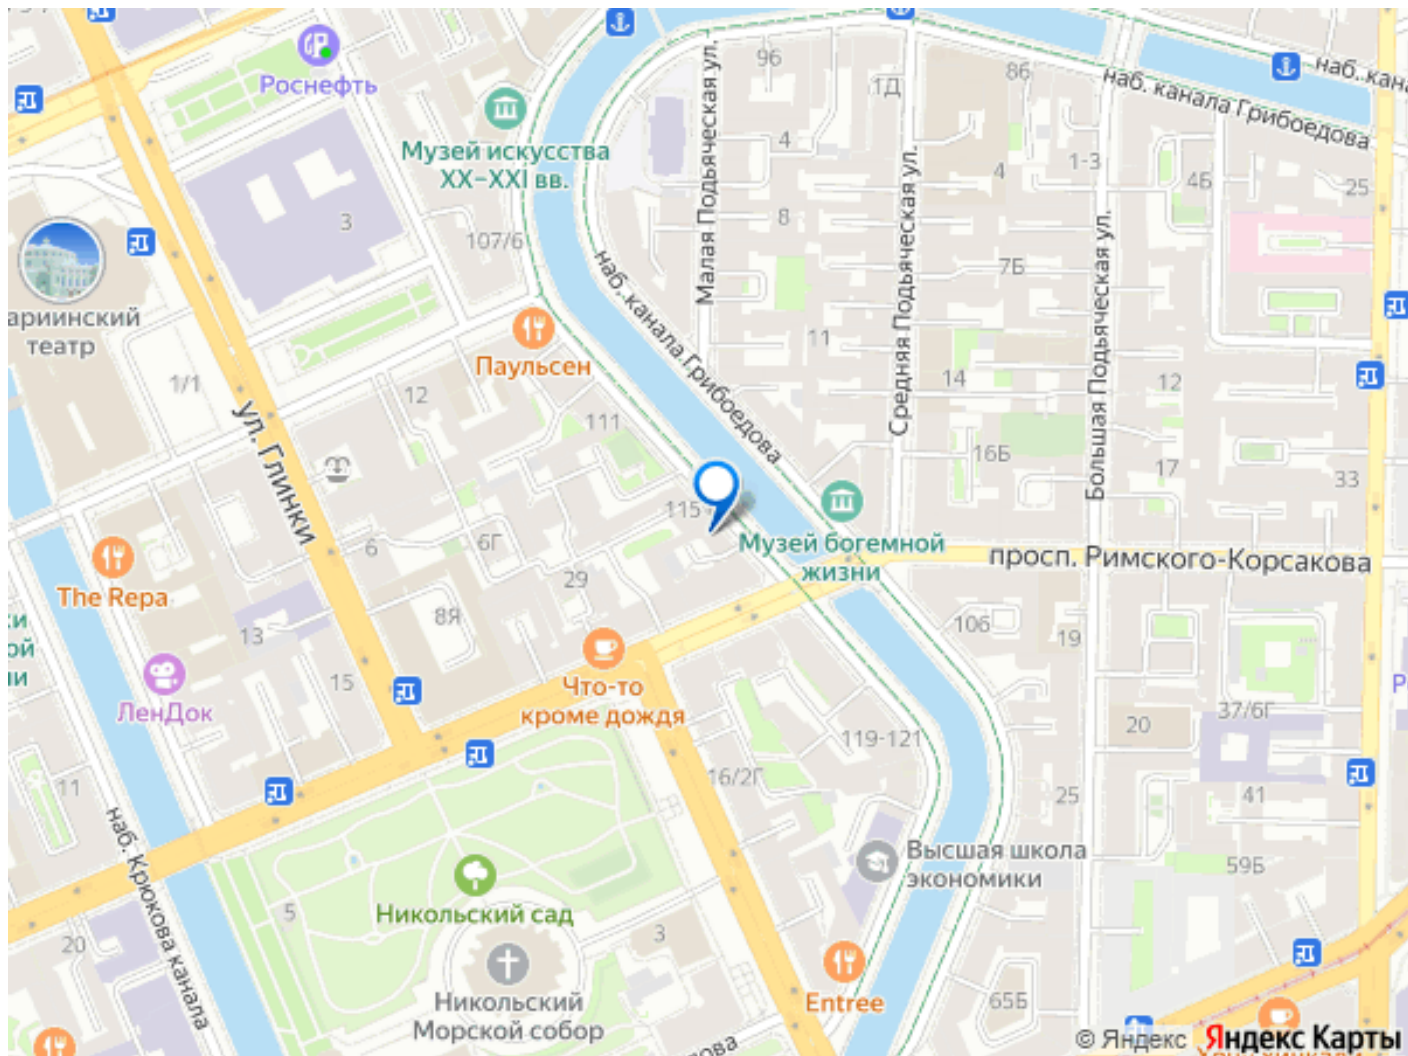 Роснефть
96
86
1Д
наб. канала Грибоедова
наб. кана
Музей искусства
XX–XXI вв.
Малая Подьяческая ул.
4
4
1-3
4Б
25
3
107/6
8
Средняя Подьяческая ул.
Большая Подьяческая ул.
7Б
ариинский
театр
наб. канала Грибоедова
Паульсен
11
1/1
12
14
12
ул. Глинки
111
16Б
17
33
115
6
6Г
Музей богемной
жизни
просп. Римского-Корсакова
The Repa
29
8Я
13
106
19
ки
ой
ии
15
ЛенДок
Что-то
кроме дождя
Р
37/6Г
20
119-121
16/2Г
11
25
41
наб. Крюкова канала
Высшая школа
экономики
59Б
5
Никольский сад
20
3
Никольский
Морской собор
Entree
65Б
ова
© Яндекс Яндекс Карты